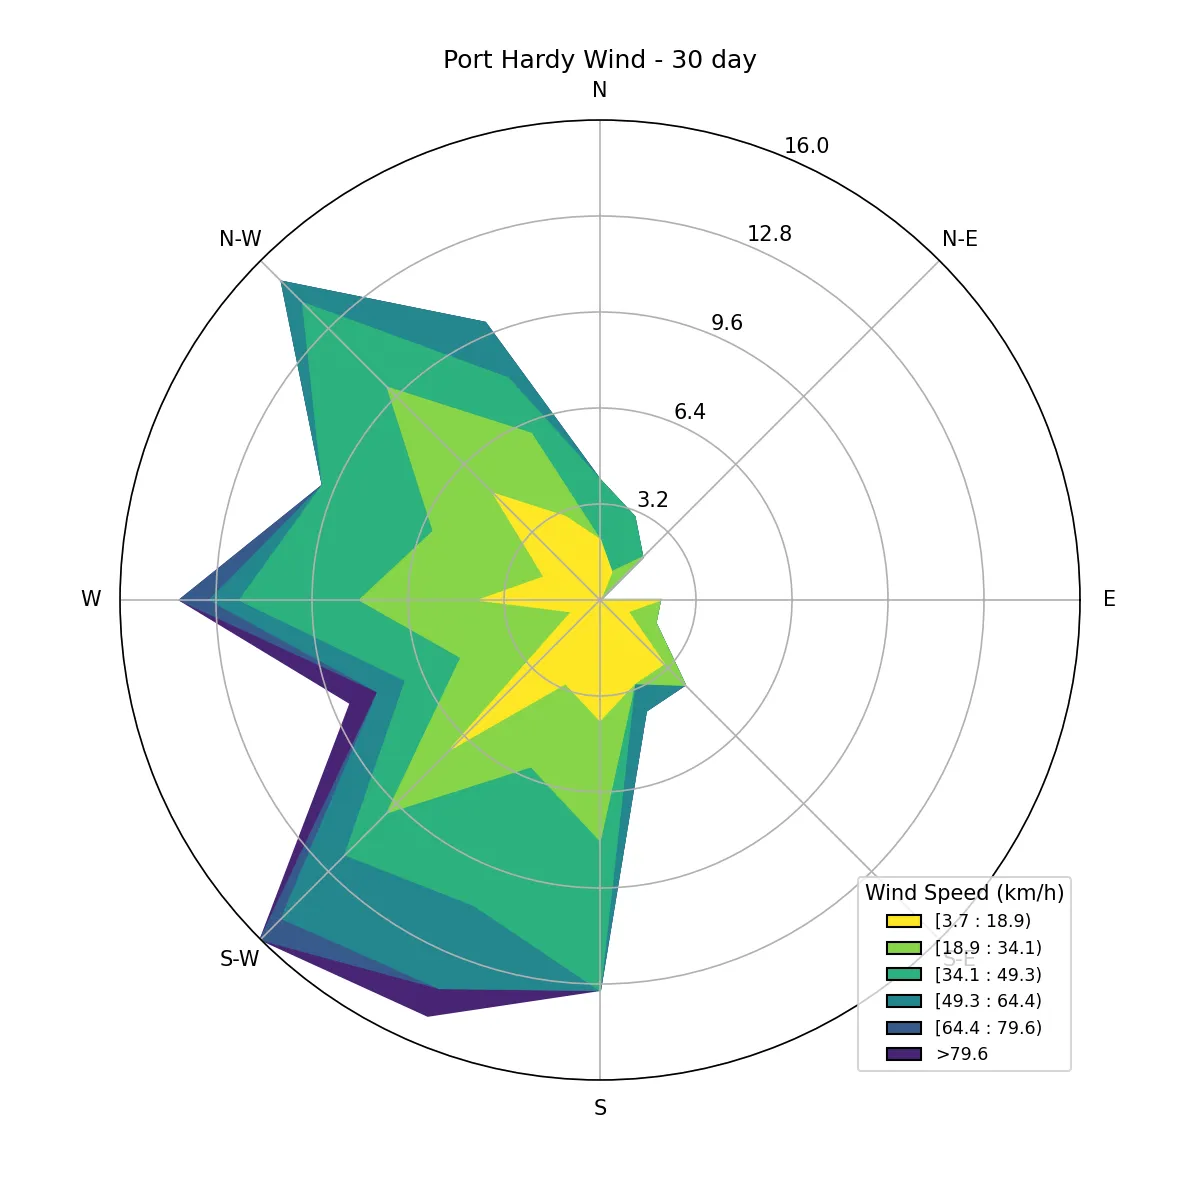 Port Hardy Wind - 30 day
N
16.0
12.8
N-W
N-E
9.6
6.4
3.2
W
E
Wind Speed (km/h)
[3.7 : 18.9)
[18.9 : 34.1)
S-W
S-E
[34.1 : 49.3)
[49.3 : 64.4)
[64.4 : 79.6)
>79.6
S